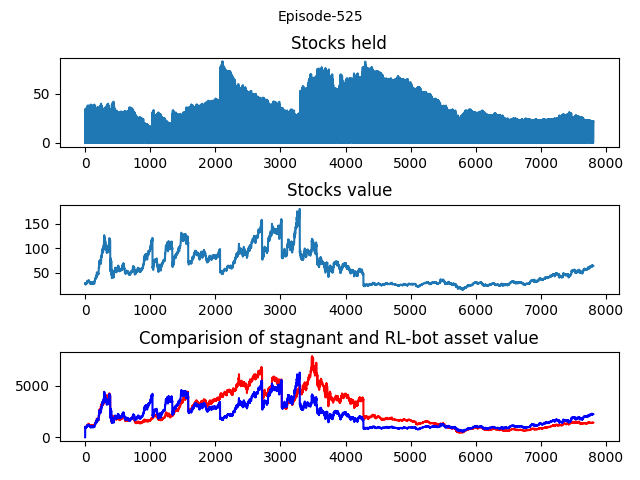 Episode-525
Stocks held
50
0
0 1000 2000 3000 4000 5000 6000 7000 8000
Stocks value
150
100
50
0 1000 2000 3000 4000 5000 6000 7000 8000
Comparision of stagnant and RL-bot asset value
5000
0
0 1000 2000 3000 4000 5000 6000 7000 8000